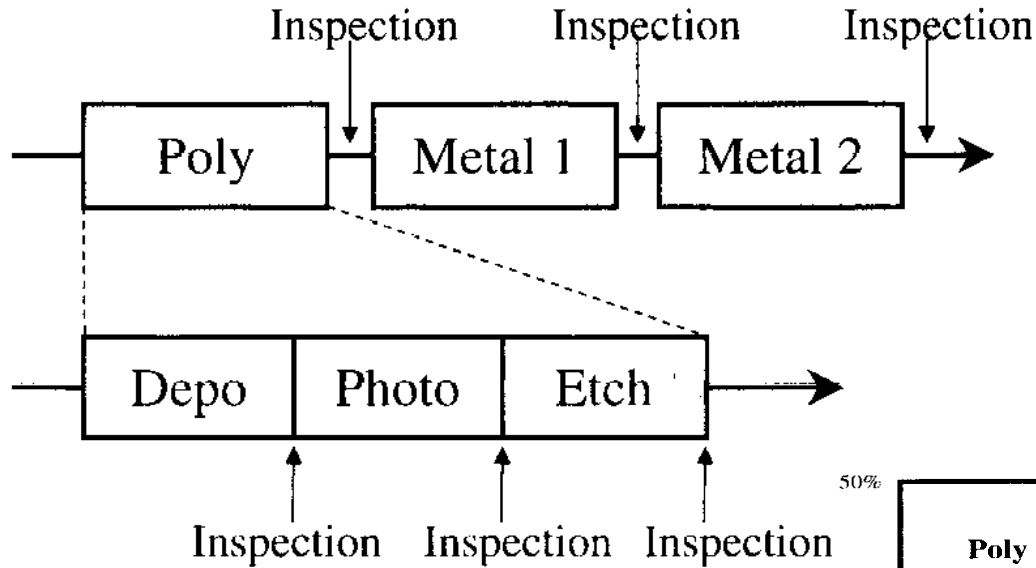 Inspection Inspection Inspection
Poly Metal 1 Metal 2
Depo Photo Etch
Inspection Inspection Inspection
50%
Poly